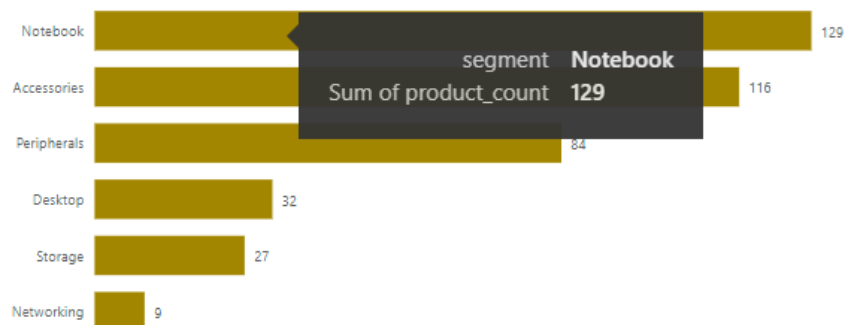 Notebook 129
segment Notebook
Sum of product_count 129
Accessories 116
Peripherals 84
Desktop 32
Storage 27
Networking 9